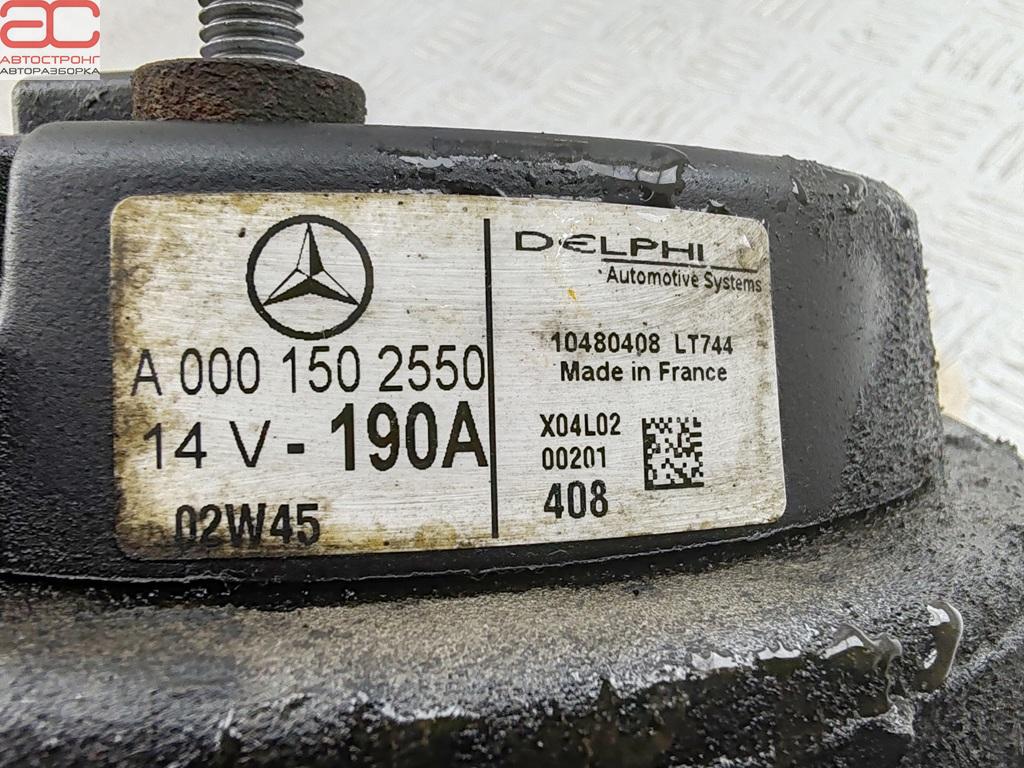 АС
АВТОСТРОНГ
АВТОРАЗБОРКА
A 000 150 2550
14 V - 190A
02W45
DELPHI
Automotive Systems
10480408 LT744
Made in France
X04L02
00201
408